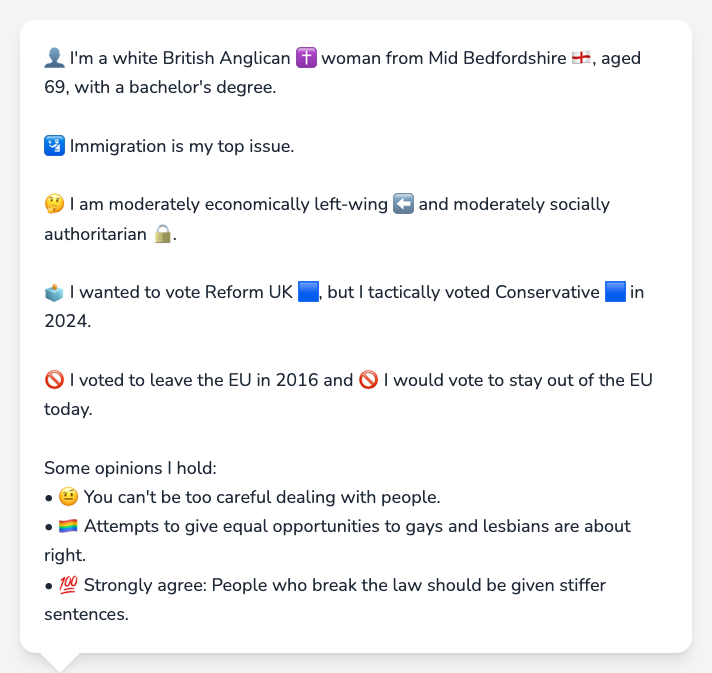 👤 I'm a white British Anglican ✝️ woman from Mid Bedfordshire 🏴󠁧󠁢󠁥󠁮󠁧󠁿, aged
69, with a bachelor's degree.
🛂 Immigration is my top issue.
🤔 I am moderately economically left-wing ⬅️ and moderately socially
authoritarian 🔒.
🗳️ I wanted to vote Reform UK 🟦, but I tactically voted Conservative 🟦 in
2024.
🚫 I voted to leave the EU in 2016 and 🚫 I would vote to stay out of the EU
today.
Some opinions I hold:
• 🤨 You can't be too careful dealing with people.
• 🏳️‍🌈 Attempts to give equal opportunities to gays and lesbians are about
right.
• 💯 Strongly agree: People who break the law should be given stiffer
sentences.